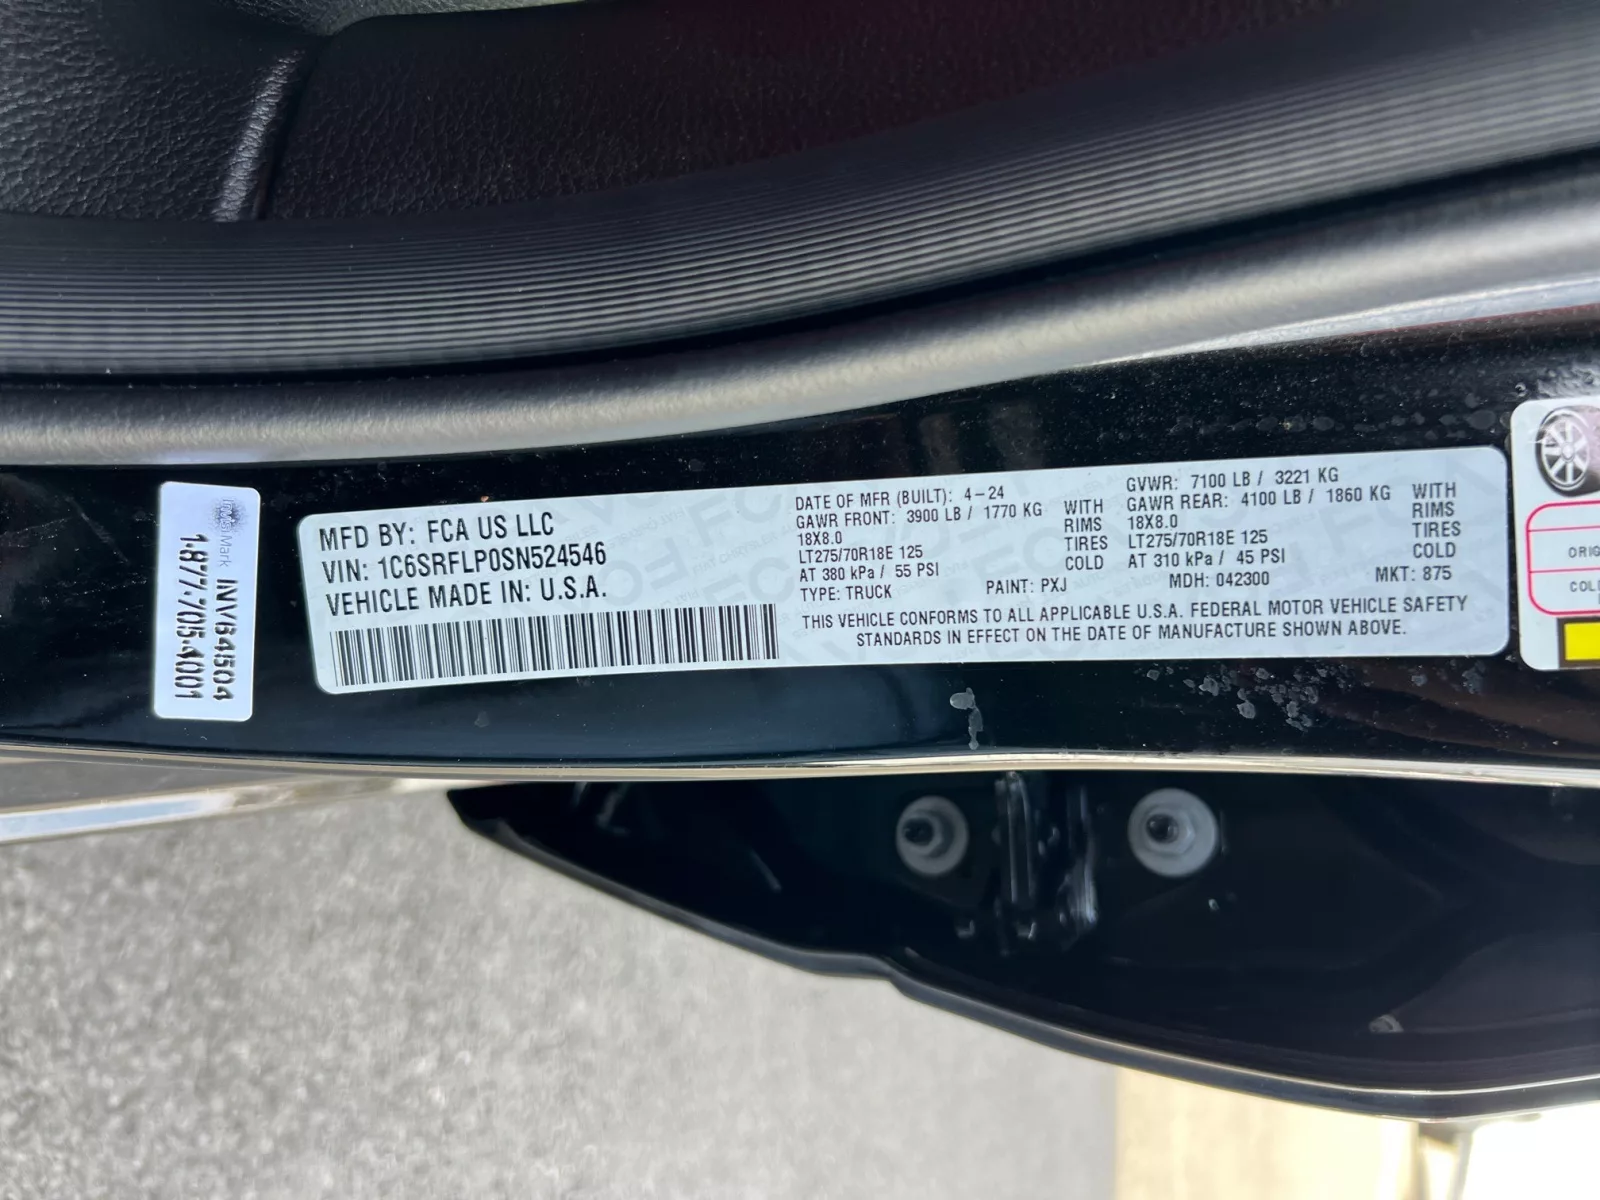 MFD BY: FCA US LLC
VIN: 1C6SRFLP0SN524546
VEHICLE MADE IN: U.S.A.
DATE OF MFR (BUILT): 4-24
GAWR FRONT: 3900 LB / 1770 KG WITH
18X8.0 RIMS
LT275/70R18E 125 TIRES
AT 380 kPa / 55 PSI COLD
TYPE: TRUCK PAINT: PXJ
GVWR: 7100 LB / 3221 KG
GAWR REAR: 4100 LB / 1860 KG WITH
18X8.0 RIMS
LT275/70R18E 125 TIRES
AT 310 kPa / 45 PSI COLD
MDH: 042300 MKT: 875
VEHICLE CONFORMS TO ALL APPLICABLE U.S.A. FEDERAL MOTOR VEHICLE SAFETY
STANDARDS IN EFFECT ON THE DATE OF MANUFACTURE SHOWN ABOVE.
INVB4S504
1-877-705-4001